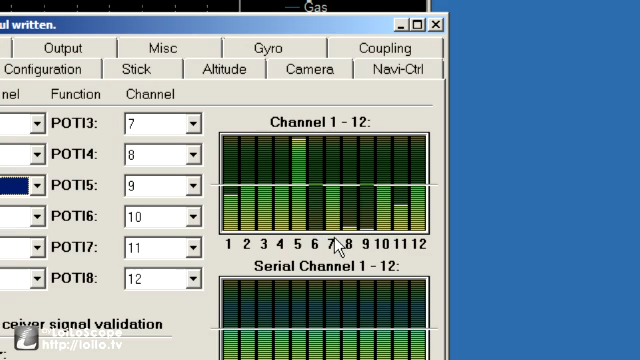 Gas
ul written.
Output Misc Gyro Coupling
Configuration Stick Altitude Camera Navi-Ctrl
nel Function Channel
POTI3: 7
POTI4: 8
POTI5: 9
POTI6: 10
POTI7: 11
POTI8: 12
Channel 1 - 12:
1 2 3 4 5 6 7 8 9 10 11 12
Serial Channel 1 - 12:
ceiver signal validation
LoiLoScope
http://loilo.tv